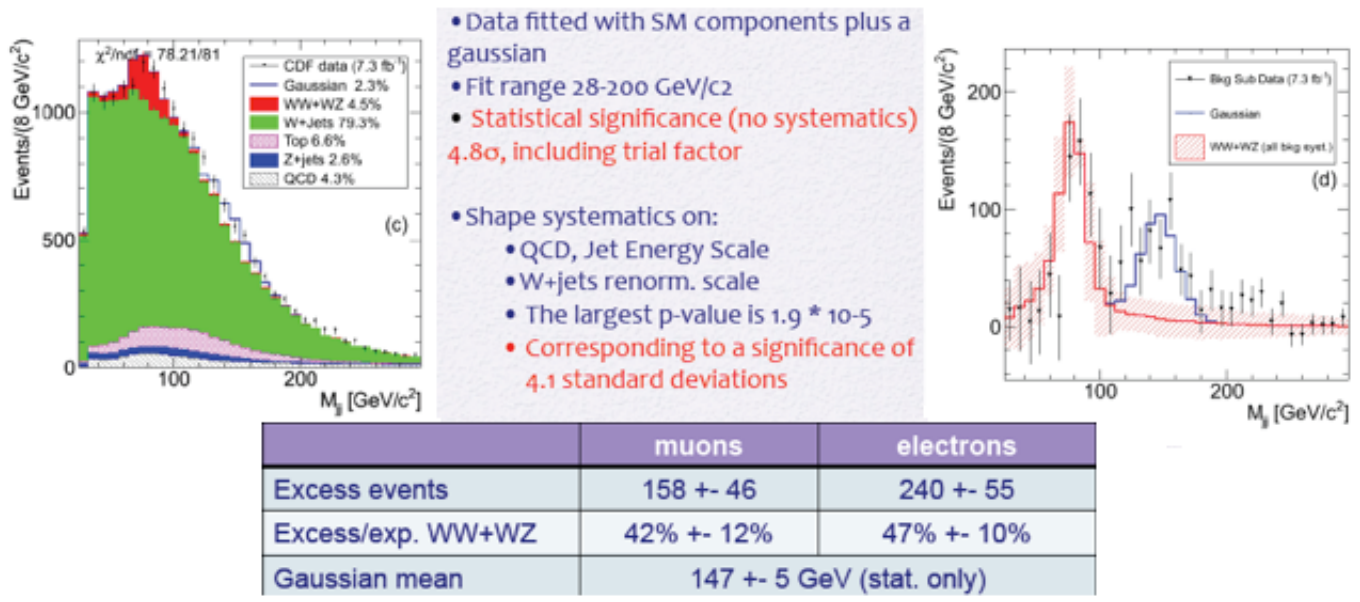 χ²/ndf = 78.21/81
CDF data (7.3 fb⁻¹)
Gaussian 2.3%
WW+WZ 4.5%
W+Jets 79.3%
Top 6.6%
Z+jets 2.6%
QCD 4.3%
(c)
Events/(8 GeV/c²)
1000
500
0
100
200
M_jj [GeV/c²]
•Data fitted with SM components plus a
gaussian
•Fit range 28-200 GeV/c2
• Statistical significance (no systematics)
4.8σ, including trial factor
•Shape systematics on:
•QCD, Jet Energy Scale
•W+jets renorm. scale
•The largest p-value is 1.9 * 10-5
•Corresponding to a significance of
4.1 standard deviations
Bkg Sub Data (7.3 fb⁻¹)
Gaussian
WW+WZ (all bkg syst.)
(d)
Events/(8 GeV/c²)
200
100
0
100
200
M_jj [GeV/c²]
muons electrons
Excess events 158 +- 46 240 +- 55
Excess/exp. WW+WZ 42% +- 12% 47% +- 10%
Gaussian mean 147 +- 5 GeV (stat. only)